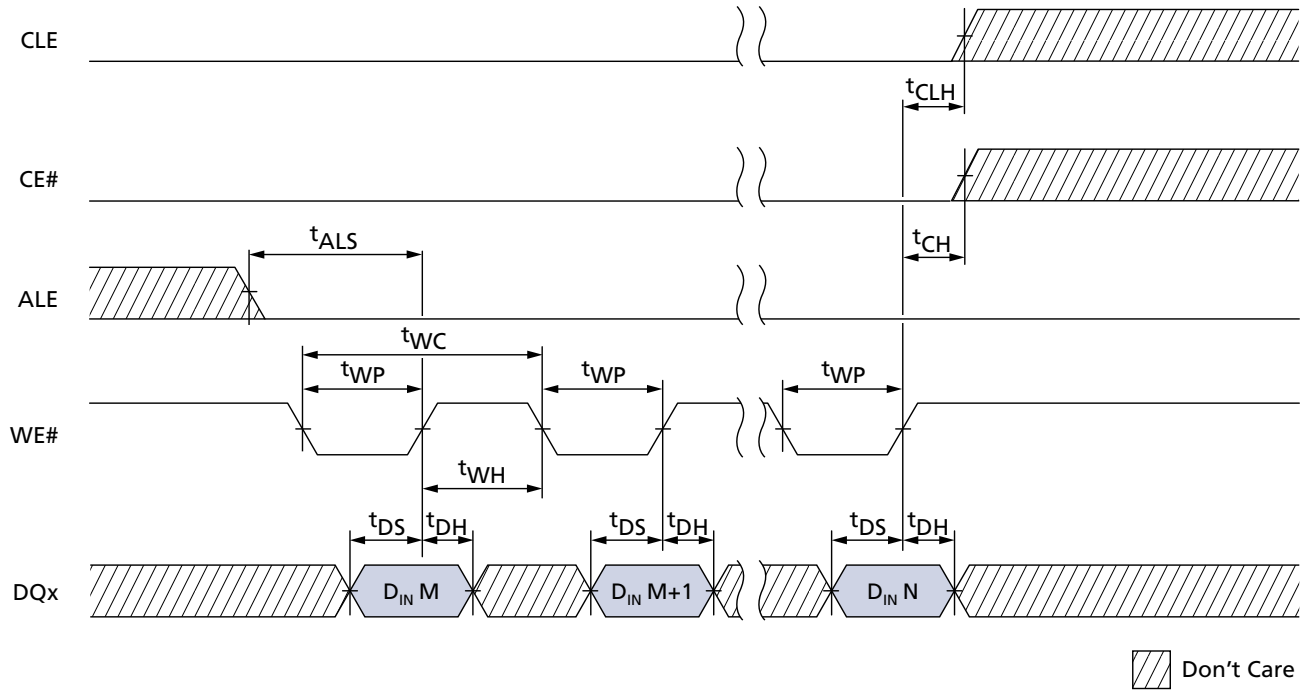 CLE
tCLH
CE#
tCH
tALS
ALE
tWC
tWP tWP tWP
WE#
tWH
tDS tDH tDS tDH tDS tDH
DQx
DIN M DIN M+1 DIN N
Don't Care